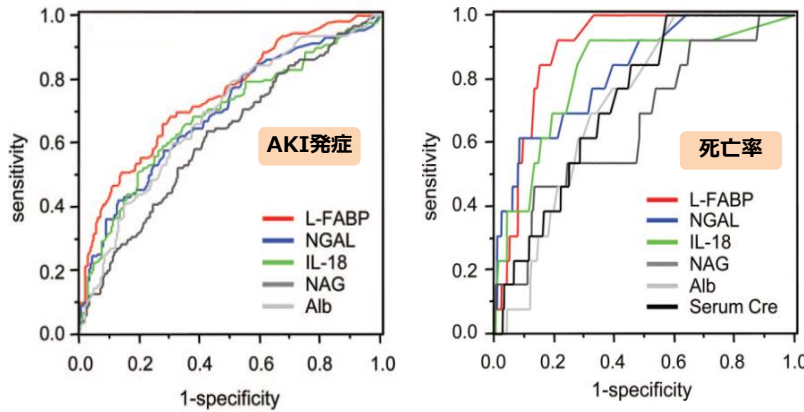 1.0
0.8
0.6
0.4
0.2
0.0
sensitivity
AKI発症
L-FABP
NGAL
IL-18
NAG
Alb
0.0 0.2 0.4 0.6 0.8 1.0
1-specificity
1.0
0.8
0.6
0.4
0.2
0.0
sensitivity
死亡率
L-FABP
NGAL
IL-18
NAG
Alb
Serum Cre
0.0 0.2 0.4 0.6 0.8 1.0
1-specificity